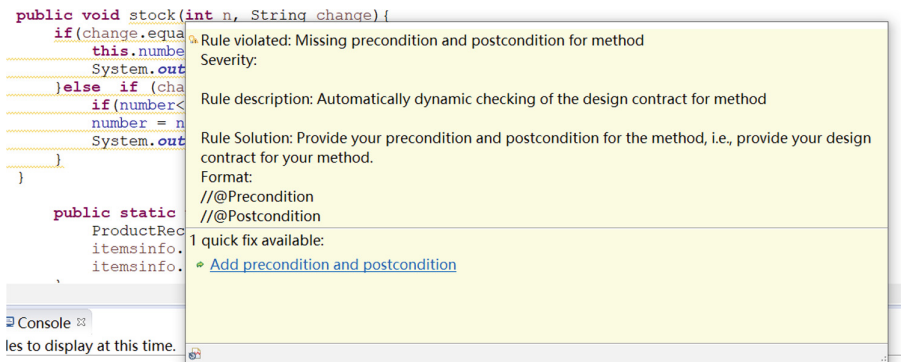 public void stock(int n, String change){
if(change.equa
this.numbe
System.out
}else if (cha
if(number<
number = n
System.out
}
}
Rule violated: Missing precondition and postcondition for method
Severity:
Rule description: Automatically dynamic checking of the design contract for method
Rule Solution: Provide your precondition and postcondition for the method, i.e., provide your design
contract for your method.
Format:
//@Precondition
//@Postcondition
1 quick fix available:
Add precondition and postcondition
public static
ProductRec
itemsinfo.
itemsinfo.
Console
les to display at this time.